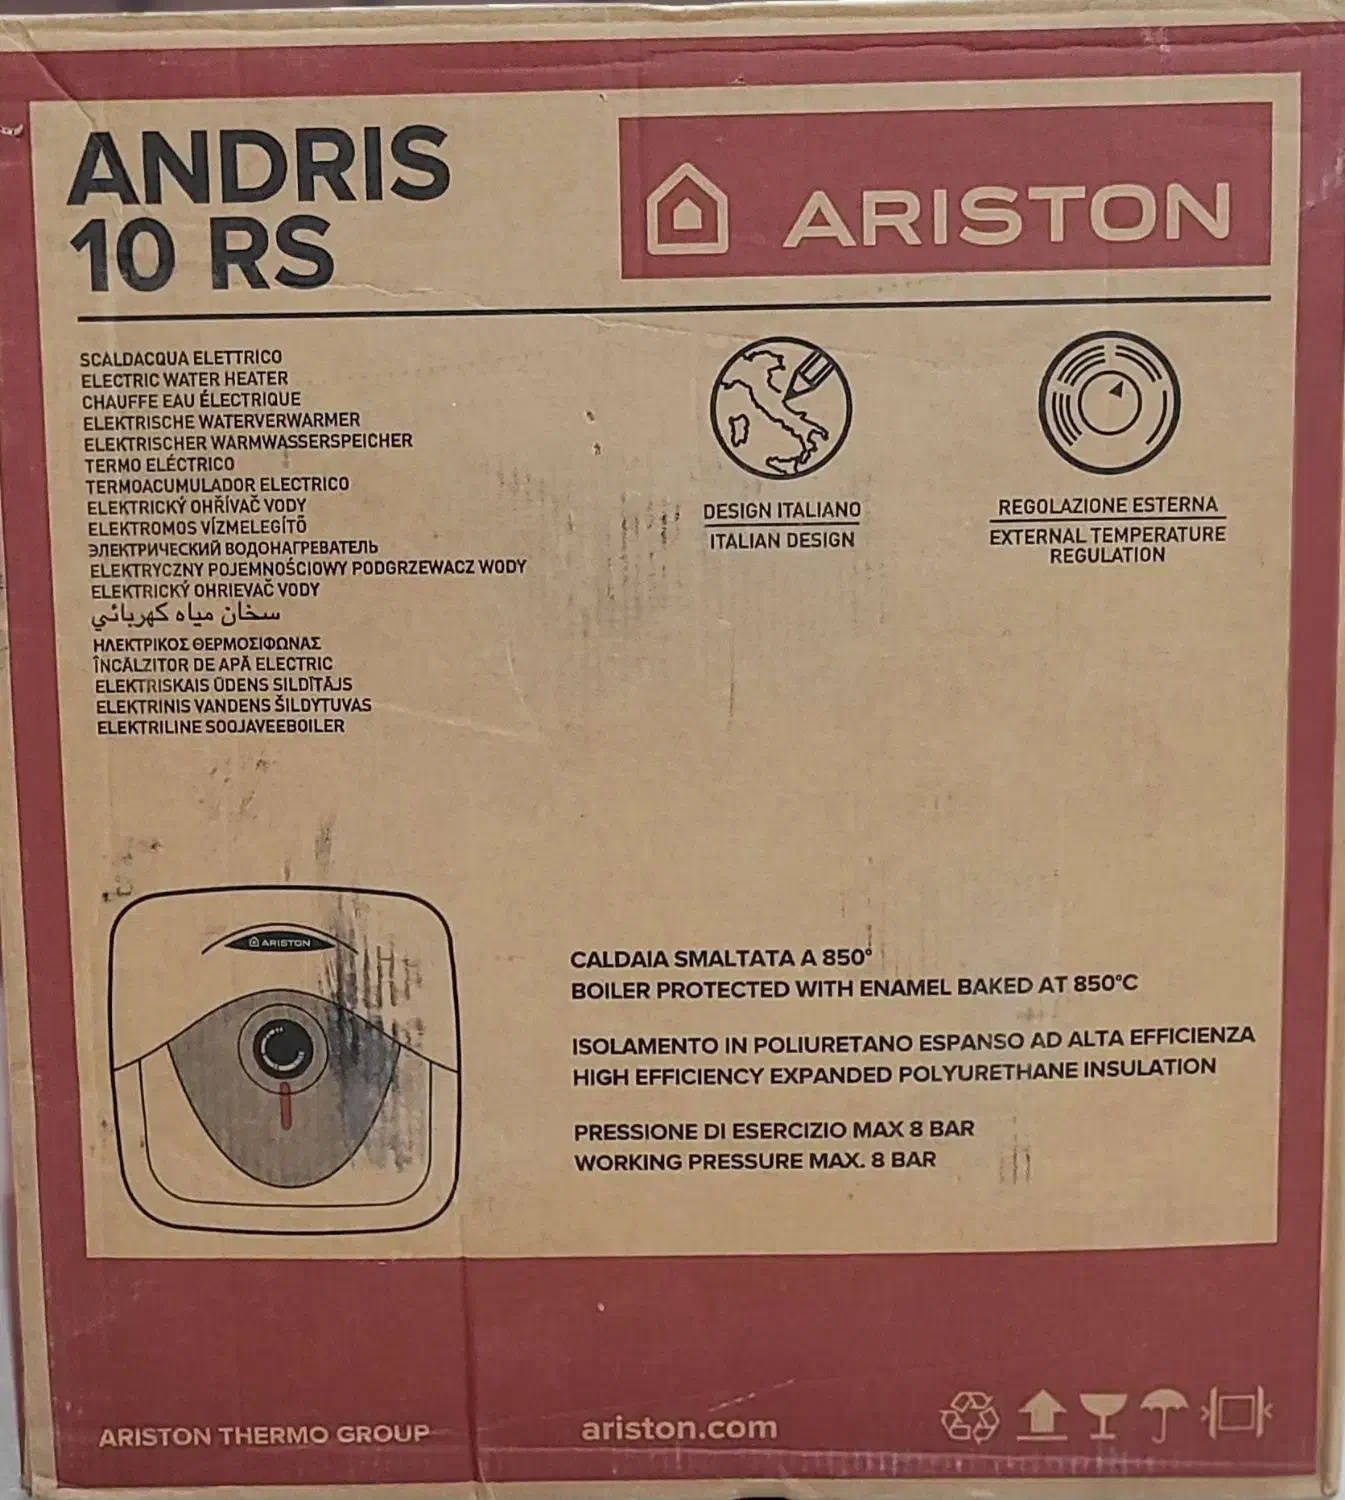 ANDRIS
10 RS
ARISTON
SCALDACQUA ELETTRICO
ELECTRIC WATER HEATER
CHAUFFE EAU ÉLECTRIQUE
ELEKTRISCHE WATERVERWARMER
ELEKTRISCHER WARMWASSERSPEICHER
TERMO ELÉCTRICO
TERMOACUMULADOR ELECTRICO
ELEKTRICKÝ OHŘÍVAČ VODY
ELEKTROMOS VÍZMELEGÍTŐ
ЭЛЕКТРИЧЕСКИЙ ВОДОНАГРЕВАТЕЛЬ
ELEKTRYCZNY POJEMNOŚCIOWY PODGRZEWACZ WODY
ELEKTRICKÝ OHRIEVAČ VODY
سخان مياه كهربائي
ΗΛΕΚΤΡΙΚΟΣ ΘΕΡΜΟΣΙΦΩΝΑΣ
ÎNCĂLZITOR DE APĂ ELECTRIC
ELEKTRISKAIS ŪDENS SILDĪTĀJS
ELEKTRINIS VANDENS ŠILDYTUVAS
ELEKTRILINE SOOJAVEEBOILER
DESIGN ITALIANO
ITALIAN DESIGN
REGOLAZIONE ESTERNA
EXTERNAL TEMPERATURE
REGULATION
ARISTON
CALDAIA SMALTATA A 850°
BOILER PROTECTED WITH ENAMEL BAKED AT 850°C
ISOLAMENTO IN POLIURETANO ESPANSO AD ALTA EFFICIENZA
HIGH EFFICIENCY EXPANDED POLYURETHANE INSULATION
PRESSIONE DI ESERCIZIO MAX 8 BAR
WORKING PRESSURE MAX. 8 BAR
ARISTON THERMO GROUP
ariston.com